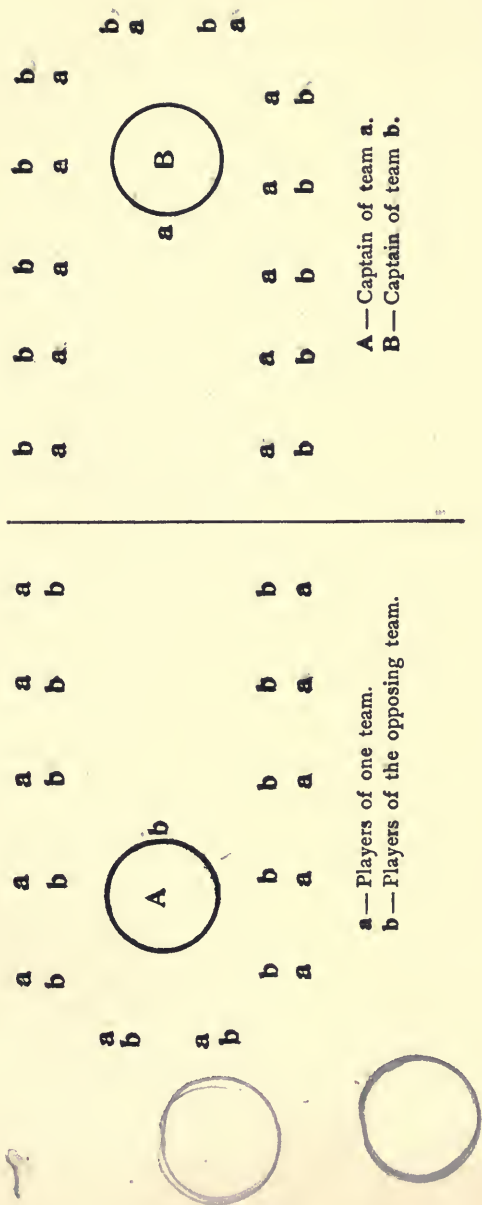 a a a a a b b b b b
b b b b b a a a a a
a b
b a
A b a B
a b
b a
b b b b b a a a a a
a a a a a b b b b b
a — Players of one team. A — Captain of team a.
b — Players of the opposing team. B — Captain of team b.